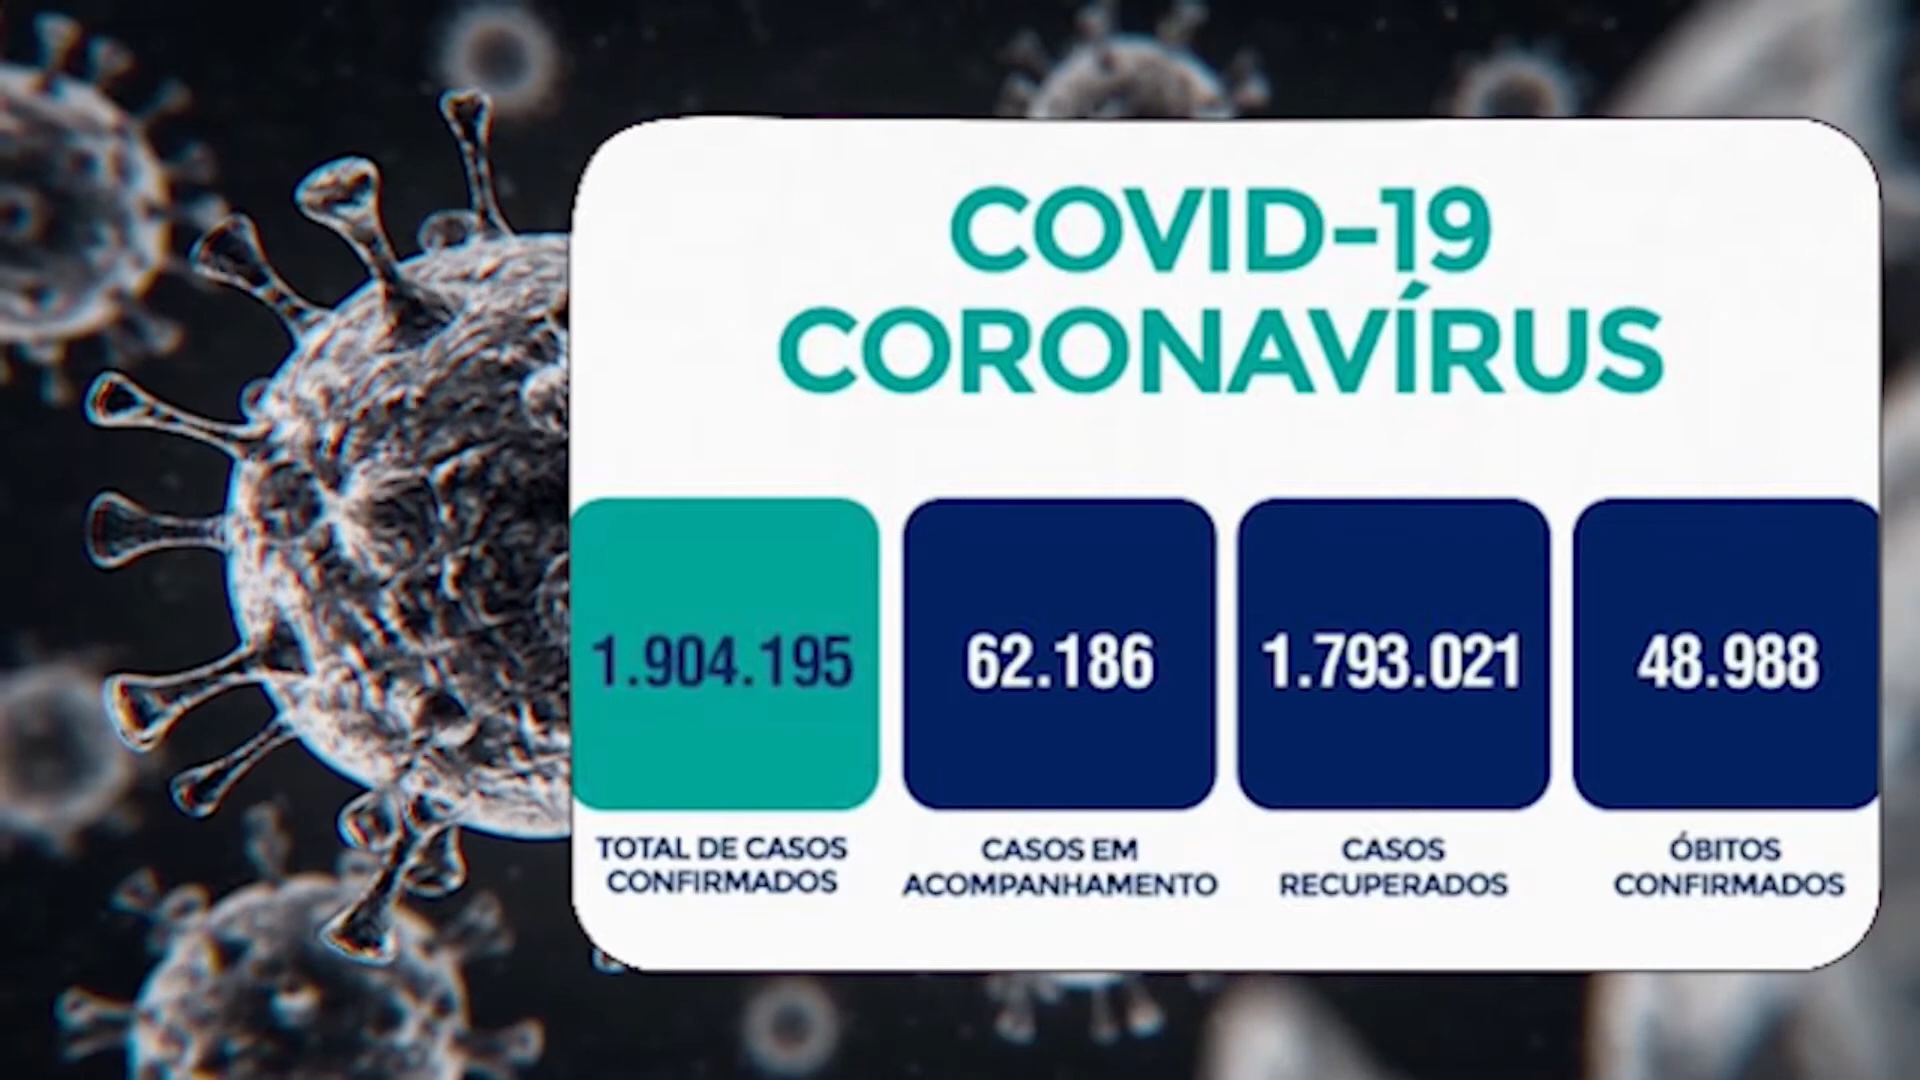 COVID-19
CORONAVÍRUS
1.904.195
62.186
1.793.021
48.988
TOTAL DE CASOS
CONFIRMADOS
CASOS EM
ACOMPANHAMENTO
CASOS
RECUPERADOS
ÓBITOS
CONFIRMADOS